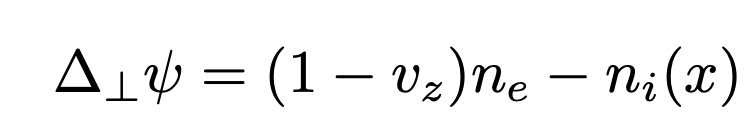 Δ⊥ψ = (1 − v_z)n_e − n_i(x)